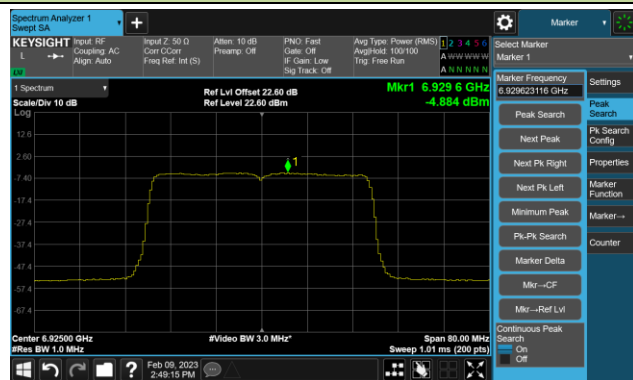 Spectrum Analyzer 1
Swept SA
Marker
KEYSIGHT
L
Input: RF
Coupling: AC
Align: Auto
Input Z: 50 Ω
Corr CCorr
Freq Ref: Int (S)
Atten: 10 dB
Preamp: Off
PNO: Fast
Gate: Off
IF Gain: Low
Sig Track: Off
Avg Type: Power (RMS)
Avg|Hold: 100/100
Trig: Free Run
1 2 3 4 5 6
A W W W W W
A N N N N N
Select Marker
Marker 1
1 Spectrum
Scale/Div 10 dB
Log
Ref Lvl Offset 22.60 dB
Ref Level 22.60 dBm
Mkr1 6.929 6 GHz
-4.884 dBm
12.6
2.60
-7.40
-17.4
-27.4
-37.4
-47.4
-57.4
-67.4
1
Center 6.92500 GHz
#Res BW 1.0 MHz
#Video BW 3.0 MHz*
Span 80.00 MHz
Sweep 1.01 ms (200 pts)
Marker Frequency
6.929623116 GHz
Peak Search
Next Peak
Next Pk Right
Next Pk Left
Minimum Peak
Pk-Pk Search
Marker Delta
Mkr→CF
Mkr→Ref Lvl
Continuous Peak
Search
On
Off
Settings
Peak
Search
Pk Search
Config
Properties
Marker
Function
Marker→
Counter
Feb 09, 2023
2:49:15 PM